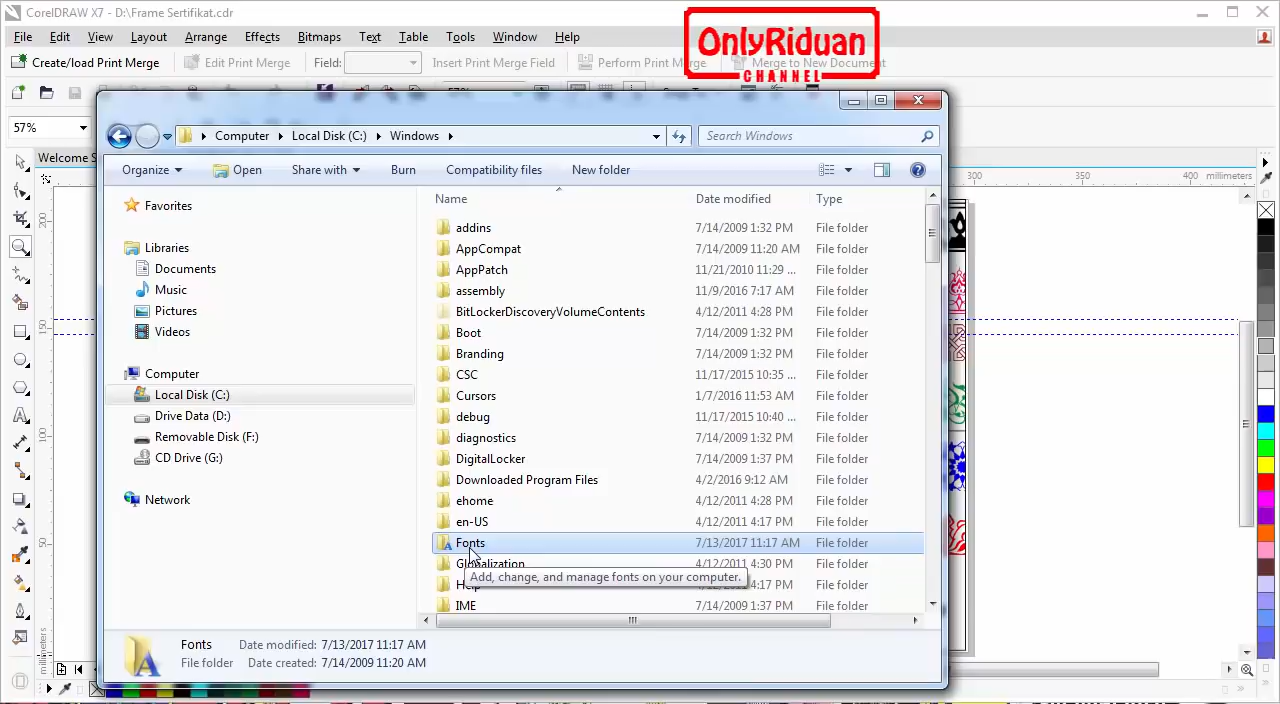 CorelDRAW X7 - D:\Frame Sertifikat.cdr
File Edit View Layout Arrange Effects Bitmaps Text Table Tools Window Help
OnlyRiduan
CHANNEL
Create/load Print Merge Edit Print Merge Field: Insert Print Merge Field Perform Print Merge Merge to New Document
57%
Welcome S
Computer Local Disk (C:) Windows
Search Windows
Organize Open Share with Burn Compatibility files New folder
300 350 400 millimeters
Favorites
Libraries
Documents
Music
Pictures
Videos
Computer
Local Disk (C:)
Drive Data (D:)
Removable Disk (F:)
CD Drive (G:)
Network
Name Date modified Type
addins 7/14/2009 1:32 PM File folder
AppCompat 7/14/2009 11:20 AM File folder
AppPatch 11/21/2010 11:29 ... File folder
assembly 11/9/2016 7:17 AM File folder
BitLockerDiscoveryVolumeContents 4/12/2011 4:28 PM File folder
Boot 7/14/2009 1:32 PM File folder
Branding 7/14/2009 1:32 PM File folder
CSC 11/17/2015 10:35 ... File folder
Cursors 1/7/2016 11:53 AM File folder
debug 11/17/2015 10:40 ... File folder
diagnostics 7/14/2009 1:32 PM File folder
DigitalLocker 7/14/2009 1:37 PM File folder
Downloaded Program Files 4/2/2016 9:12 AM File folder
ehome 4/12/2011 4:28 PM File folder
en-US 4/12/2011 4:17 PM File folder
Fonts 7/13/2017 11:17 AM File folder
Globalization 4/12/2011 4:30 PM File folder
Add, change, and manage fonts on your computer.
Help 4:17 PM File folder
IME 7/14/2009 1:37 PM File folder
Fonts Date modified: 7/13/2017 11:17 AM
File folder Date created: 7/14/2009 11:20 AM
200
150
100
50
millimeters